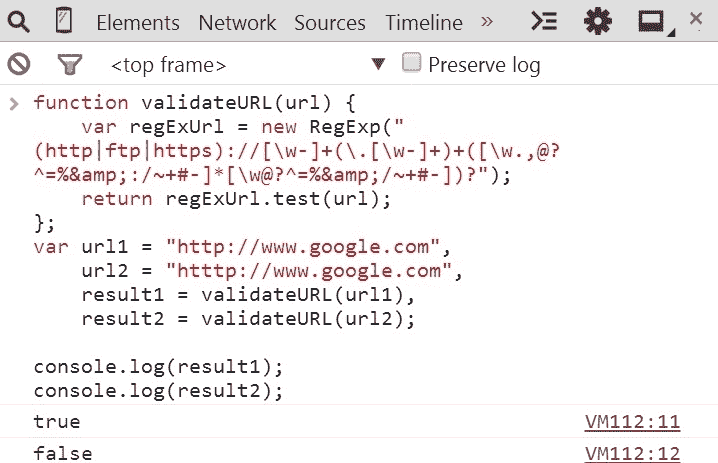 Elements Network Sources Timeline »
<top frame> ▼ Preserve log
> function validateURL(url) {
    var regExUrl = new RegExp("
(http|ftp|https)://[\w-]+(\.[\w-]+)+([\w.,@?
^=%&amp;:/~+#-]*[\w@?^=%&amp;/~+#-])?");
    return regExUrl.test(url);
};
var url1 = "http://www.google.com",
    url2 = "htttp://www.google.com",
    result1 = validateURL(url1),
    result2 = validateURL(url2);

console.log(result1);
console.log(result2);
true VM112:11
false VM112:12